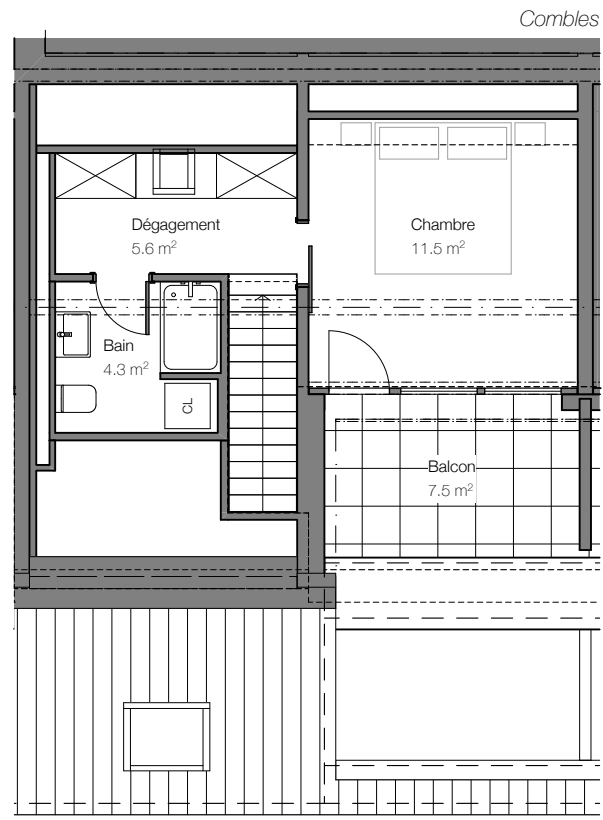 Combles
Dégagement
5.6 m²
Chambre
11.5 m²
Bain
4.3 m²
CL
Balcon
7.5 m²